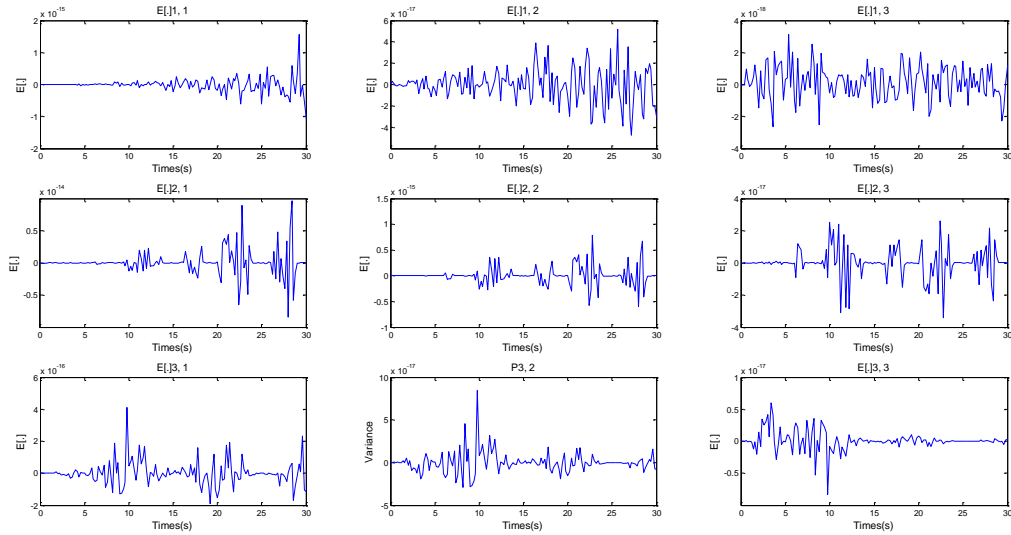 x 10^-15 E[.]1, 1
2
1
0
-1
-2
E[.]
0 5 10 15 20 25 30
Times(s)
x 10^-17 E[.]1, 2
6
4
2
0
-2
-4
E[.]
0 5 10 15 20 25 30
Times(s)
x 10^-18 E[.]1, 3
4
2
0
-2
-4
E[.]
0 5 10 15 20 25 30
Times(s)
x 10^-14 E[.]2, 1
1
0.5
0
-0.5
E[.]
0 5 10 15 20 25 30
Times(s)
x 10^-15 E[.]2, 2
1.5
1
0.5
0
-0.5
-1
E[.]
0 5 10 15 20 25 30
Times(s)
x 10^-17 E[.]2, 3
4
2
0
-2
-4
E[.]
0 5 10 15 20 25 30
Times(s)
x 10^-16 E[.]3, 1
6
4
2
0
-2
E[.]
0 5 10 15 20 25 30
Times(s)
x 10^-17 P3, 2
10
5
0
-5
Variance
0 5 10 15 20 25 30
Times(s)
x 10^-17 E[.]3, 3
1
0.5
0
-0.5
E[.]
0 5 10 15 20 25 30
Times(s)